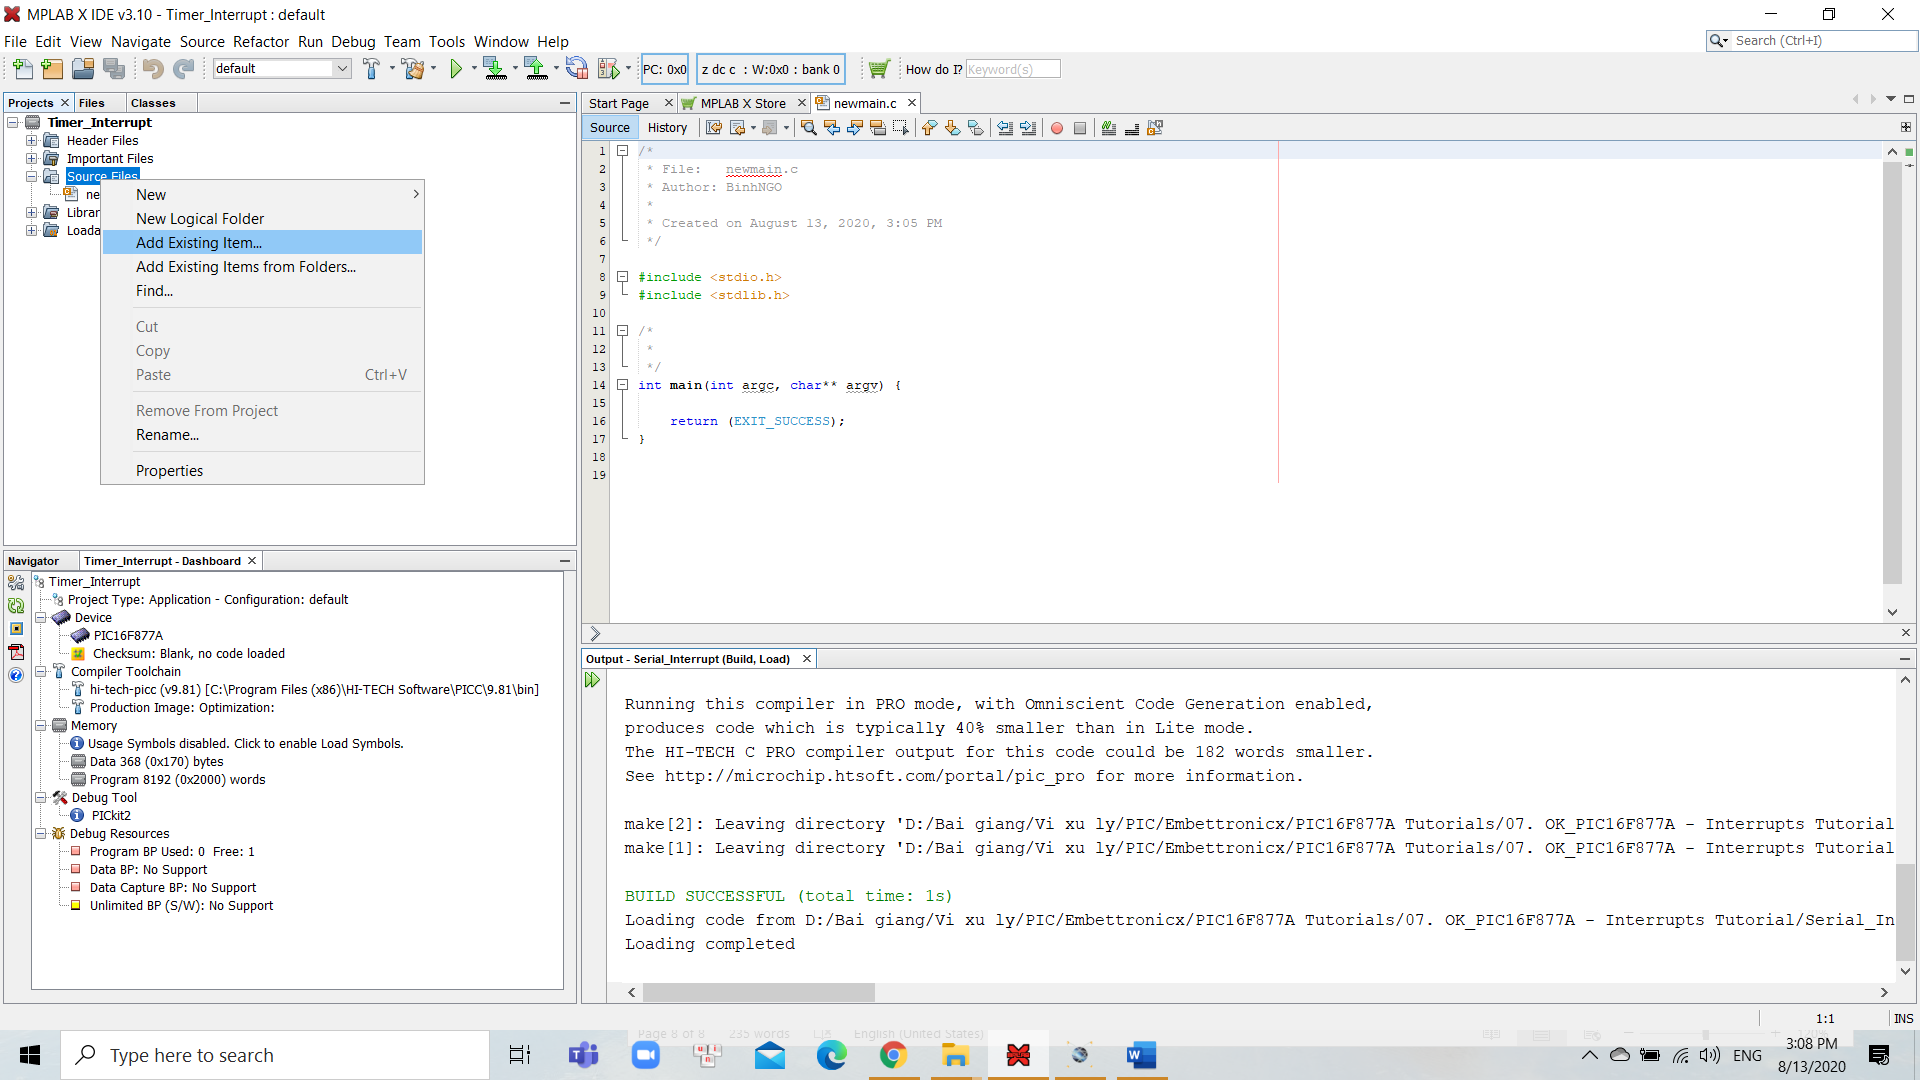 MPLAB X IDE v3.10 - Timer_Interrupt : default
File Edit View Navigate Source Refactor Run Debug Team Tools Window Help
Search (Ctrl+I)
default
PC: 0x0
z dc c : W:0x0 : bank 0
How do I? Keyword(s)
Projects Files Classes
Timer_Interrupt
Header Files
Important Files
Source Files
ne
Librar
Loada
New
New Logical Folder
Add Existing Item...
Add Existing Items from Folders...
Find...
Cut
Copy
Paste Ctrl+V
Remove From Project
Rename...
Properties
Start Page MPLAB X Store newmain.c
Source History
1 /*
2 * File: newmain.c
3 * Author: BinhNGO
4 *
5 * Created on August 13, 2020, 3:05 PM
6 */
7
8 #include <stdio.h>
9 #include <stdlib.h>
10
11 /*
12 *
13 */
14 int main(int argc, char** argv) {
15
16 return (EXIT_SUCCESS);
17 }
18
19
Navigator Timer_Interrupt - Dashboard
Timer_Interrupt
Project Type: Application - Configuration: default
Device
PIC16F877A
Checksum: Blank, no code loaded
Compiler Toolchain
hi-tech-picc (v9.81) [C:\Program Files (x86)\HI-TECH Software\PICC\9.81\bin]
Production Image: Optimization:
Memory
Usage Symbols disabled. Click to enable Load Symbols.
Data 368 (0x170) bytes
Program 8192 (0x2000) words
Debug Tool
PICkit2
Debug Resources
Program BP Used: 0 Free: 1
Data BP: No Support
Data Capture BP: No Support
Unlimited BP (S/W): No Support
Output - Serial_Interrupt (Build, Load)
Running this compiler in PRO mode, with Omniscient Code Generation enabled,
produces code which is typically 40% smaller than in Lite mode.
The HI-TECH C PRO compiler output for this code could be 182 words smaller.
See http://microchip.htsoft.com/portal/pic_pro for more information.
make[2]: Leaving directory 'D:/Bai giang/Vi xu ly/PIC/Embettronicx/PIC16F877A Tutorials/07. OK_PIC16F877A - Interrupts Tutorial
make[1]: Leaving directory 'D:/Bai giang/Vi xu ly/PIC/Embettronicx/PIC16F877A Tutorials/07. OK_PIC16F877A - Interrupts Tutorial
BUILD SUCCESSFUL (total time: 1s)
Loading code from D:/Bai giang/Vi xu ly/PIC/Embettronicx/PIC16F877A Tutorials/07. OK_PIC16F877A - Interrupts Tutorial/Serial_In
Loading completed
1:1 INS
Page 8 of 8 235 words English (United States) 120%
Type here to search
ENG
3:08 PM
8/13/2020